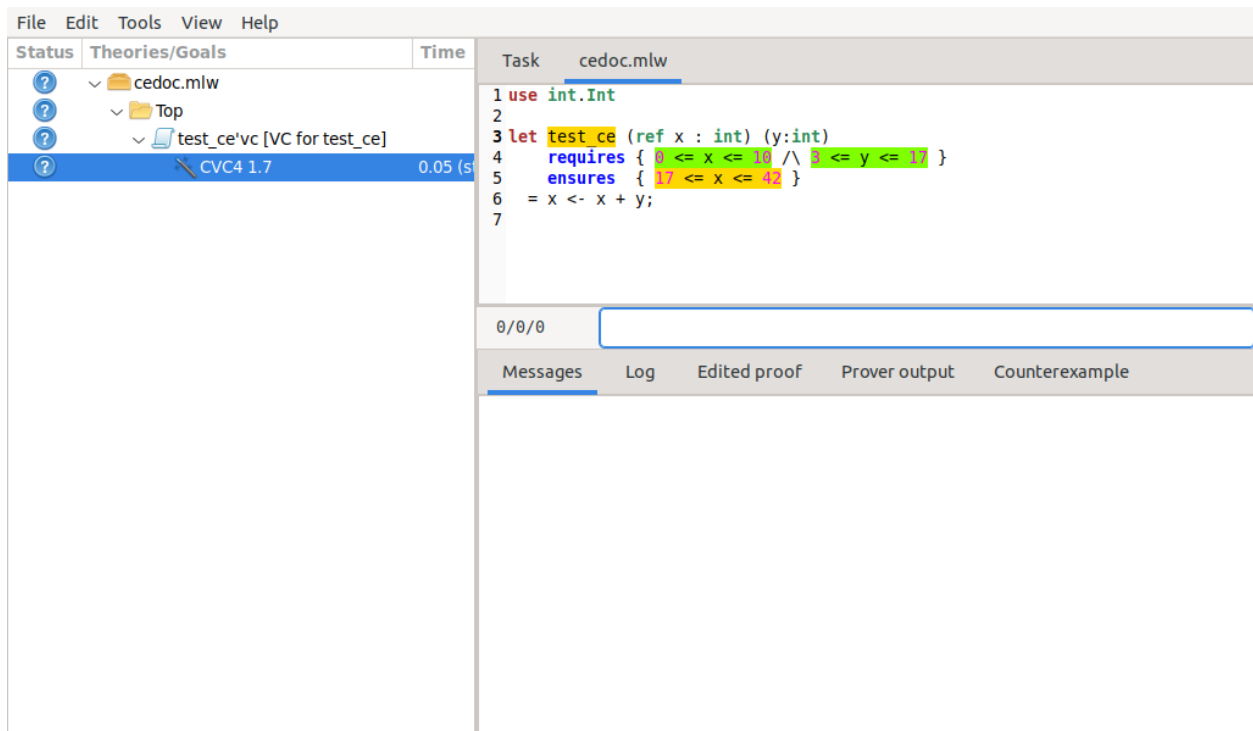 File Edit Tools View Help
Status Theories/Goals Time
cedoc.mlw
Top
test_ce'vc [VC for test_ce]
CVC4 1.7 0.05 (st
Task cedoc.mlw
1 use int.Int
2
3 let test_ce (ref x : int) (y:int)
4     requires { 0 <= x <= 10 /\ 3 <= y <= 17 }
5     ensures  { 17 <= x <= 42 }
6   = x <- x + y;
7
0/0/0
Messages Log Edited proof Prover output Counterexample